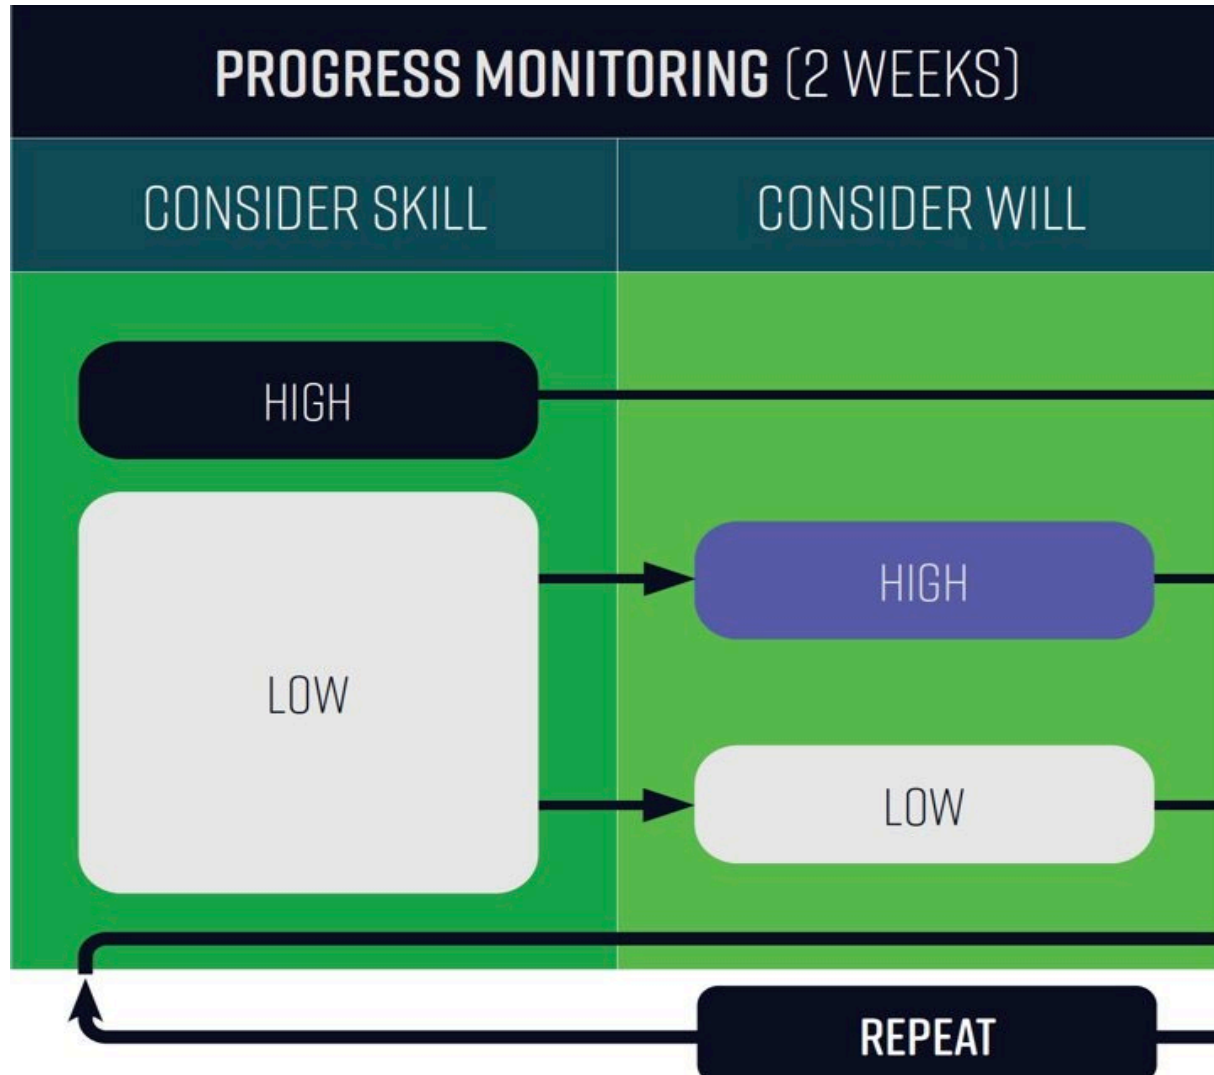 PROGRESS MONITORING (2 WEEKS)
CONSIDER SKILL
CONSIDER WILL
HIGH
HIGH
LOW
LOW
REPEAT